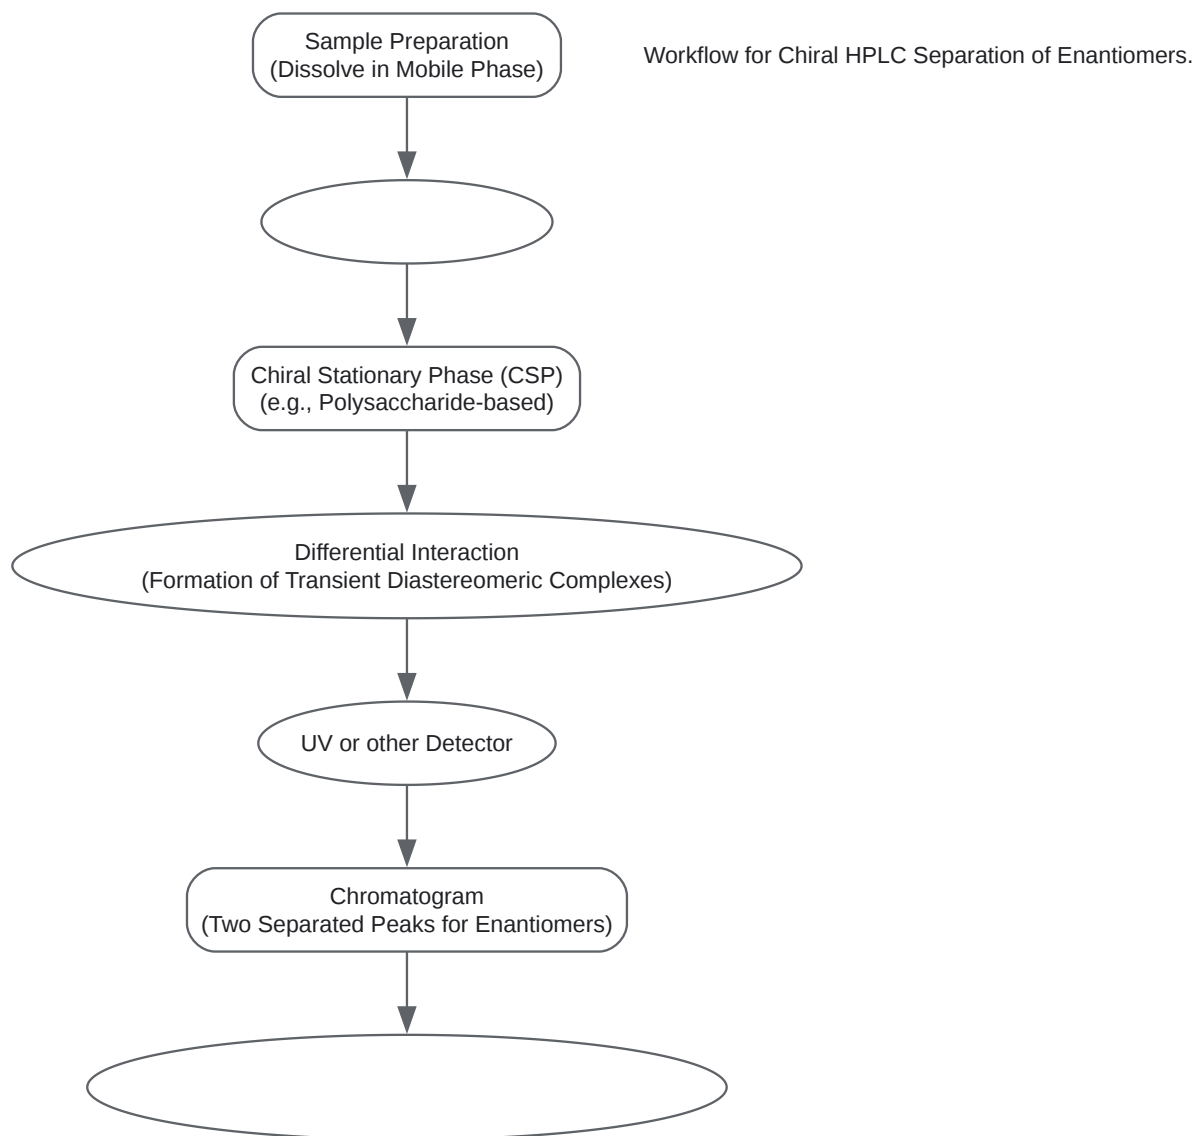 Sample Preparation
(Dissolve in Mobile Phase)
Workflow for Chiral HPLC Separation of Enantiomers.
Chiral Stationary Phase (CSP)
(e.g., Polysaccharide-based)
Differential Interaction
(Formation of Transient Diastereomeric Complexes)
UV or other Detector
Chromatogram
(Two Separated Peaks for Enantiomers)